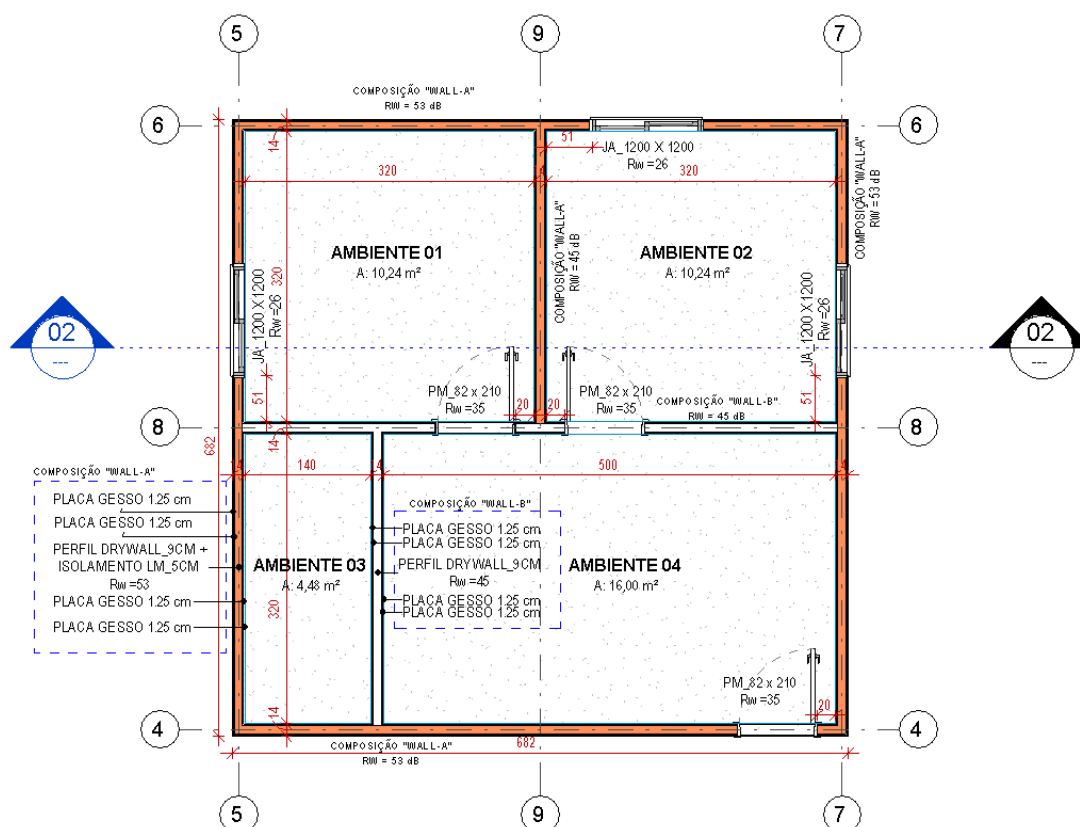 5
9
7
COMPOSIÇÃO "WALL-A"
RW = 53 dB
6
6
14
51
JA_1200 X 1200
Rw =26
320
320
COMPOSIÇÃO "WALL-A"
RW = 53 dB
COMPOSIÇÃO "WALL-A"
RW = 45 dB
AMBIENTE 01
A: 10,24 m²
AMBIENTE 02
A: 10,24 m²
320
JA_1200 X1200
Rw =26
JA_1200 X1200
Rw =26
02
---
02
---
PM_82 x 210
Rw =35
PM_82 x 210
Rw =35
51
20
20
COMPOSIÇÃO "WALL-B"
RW = 45 dB
51
8
8
682
14
COMPOSIÇÃO "WALL-A"
14
140
4
500
4
PLACA GESSO 1.25 cm
PLACA GESSO 1.25 cm
PERFIL DRYWALL_9CM +
ISOLAMENTO LM_5CM
Rw =53
PLACA GESSO 1.25 cm
PLACA GESSO 1.25 cm
COMPOSIÇÃO "WALL-B"
PLACA GESSO 1.25 cm
PLACA GESSO 1.25 cm
PERFIL DRYWALL_9CM
Rw =45
PLACA GESSO 1.25 cm
PLACA GESSO 1.25 cm
AMBIENTE 03
A: 4,48 m²
AMBIENTE 04
A: 16,00 m²
320
PM_82 x 210
Rw =35
20
14
4
4
COMPOSIÇÃO "WALL-A"
RW = 53 dB
682
5
9
7